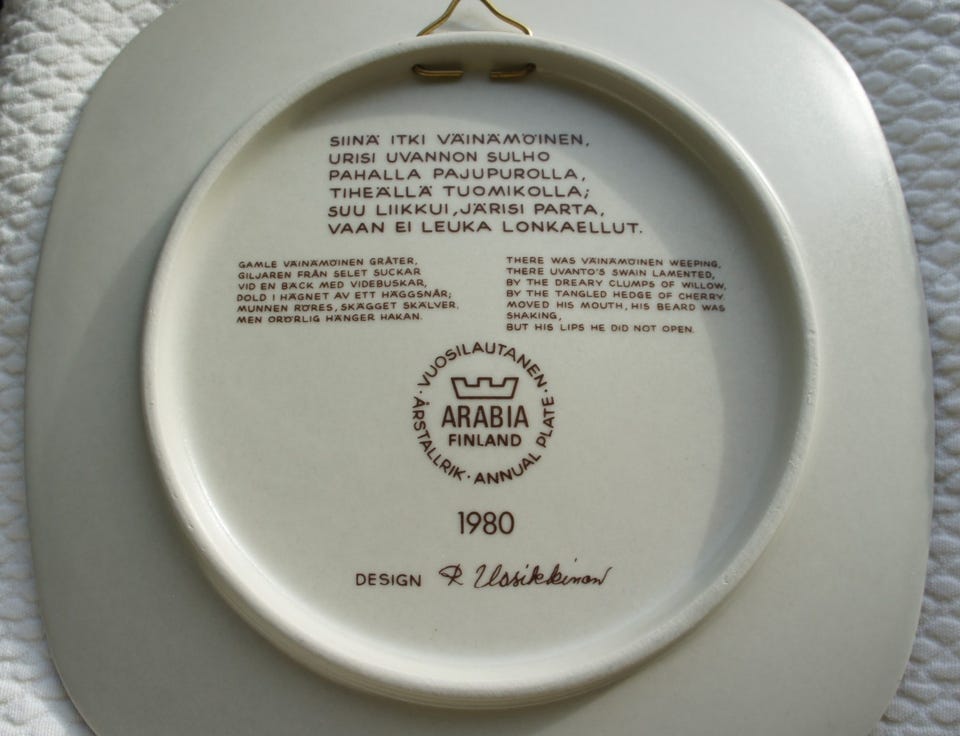 SIINÄ ITKI VÄINÄMÖINEN,
URISI UVANNON SULHO
PAHALLA PAJUPUROLLA,
TIHEÄLLÄ TUOMIKOLLA;
SUU LIIKKUI, JÄRISI PARTA,
VAAN EI LEUKA LONKAELLUT.
GAMLE VÄINÄMÖINEN GRÅTER,
GILJAREN FRÅN SELET SUCKAR
VID EN BÄCK MED VIDEBUSKAR,
DOLD I HÄGNET AV ETT HÄGGSNÅR;
MUNNEN RÖRES, SKÄGGET SKÄLVER,
MEN ORÖRLIG HÄNGER HAKAN.
THERE WAS VÄINÄMÖINEN WEEPING,
THERE UVANTO'S SWAIN LAMENTED,
BY THE DREARY CLUMPS OF WILLOW,
BY THE TANGLED HEDGE OF CHERRY.
MOVED HIS MOUTH, HIS BEARD WAS
SHAKING,
BUT HIS LIPS HE DID NOT OPEN.
· VUOSILAUTANEN ·
ANNUAL PLATE ·
ÅRSTALLRIK ·
ARABIA
FINLAND
1980
DESIGN R Uosikkinen